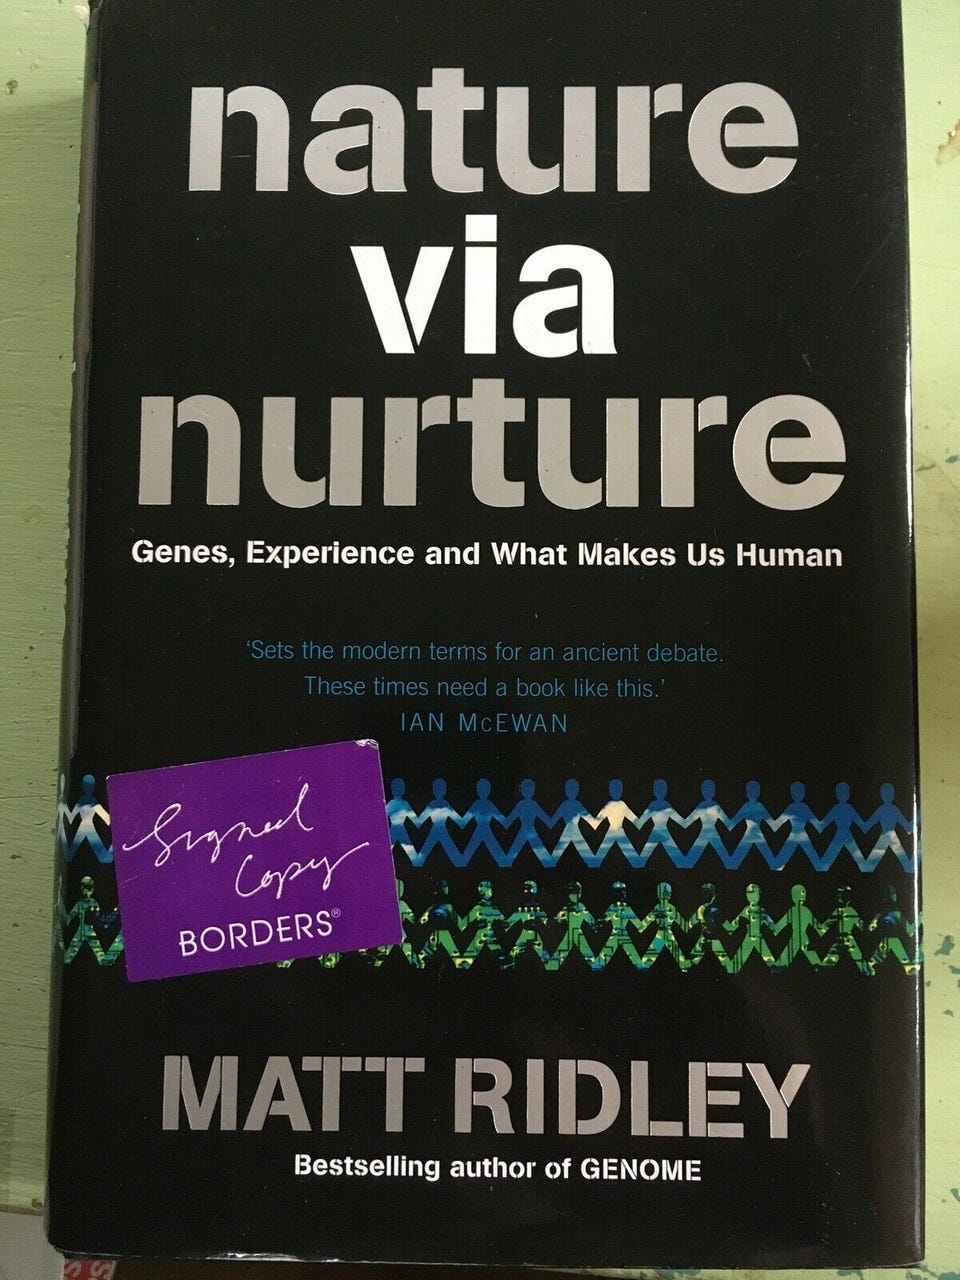 nature
via
nurture
Genes, Experience and What Makes Us Human
‘Sets the modern terms for an ancient debate.
These times need a book like this.’
IAN McEWAN
Signed
Copy
BORDERS®
MATT RIDLEY
Bestselling author of GENOME